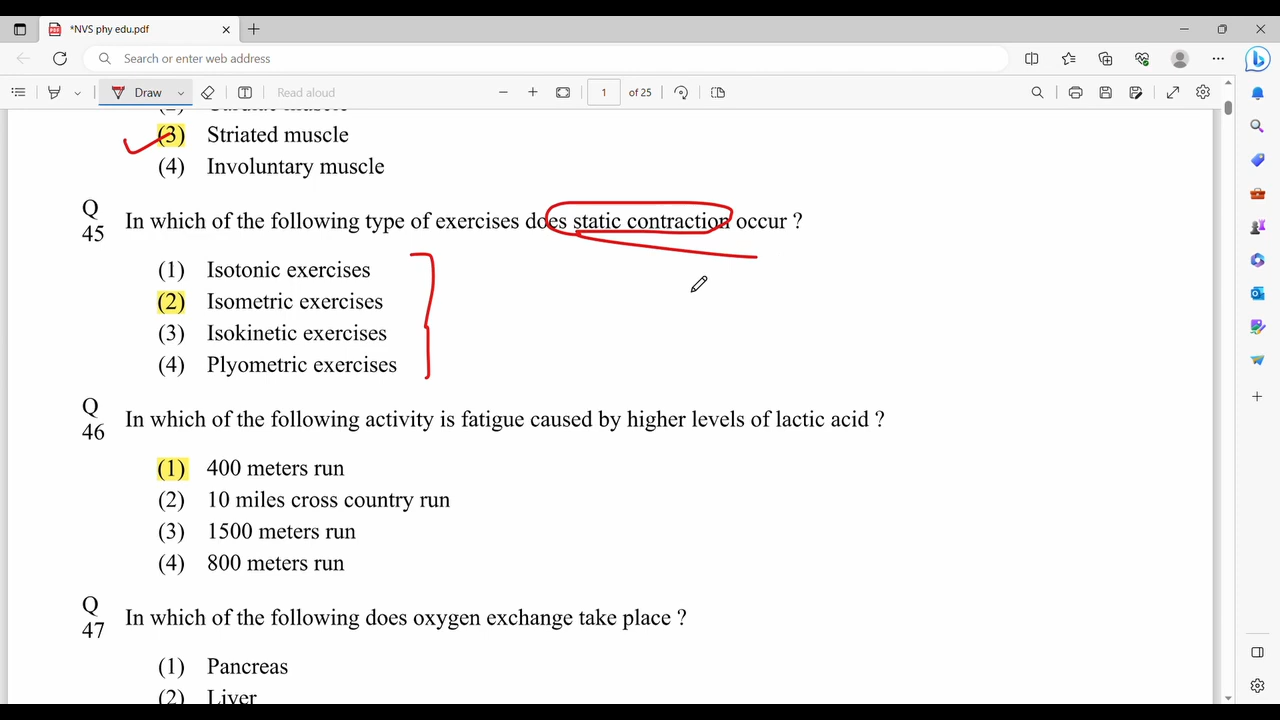 *NVS phy edu.pdf
Search or enter web address
Draw
Read aloud
1 of 25
(3) Striated muscle
(4) Involuntary muscle
Q 45 In which of the following type of exercises does static contraction occur ?
(1) Isotonic exercises
(2) Isometric exercises
(3) Isokinetic exercises
(4) Plyometric exercises
Q 46 In which of the following activity is fatigue caused by higher levels of lactic acid ?
(1) 400 meters run
(2) 10 miles cross country run
(3) 1500 meters run
(4) 800 meters run
Q 47 In which of the following does oxygen exchange take place ?
(1) Pancreas
(2) Liver